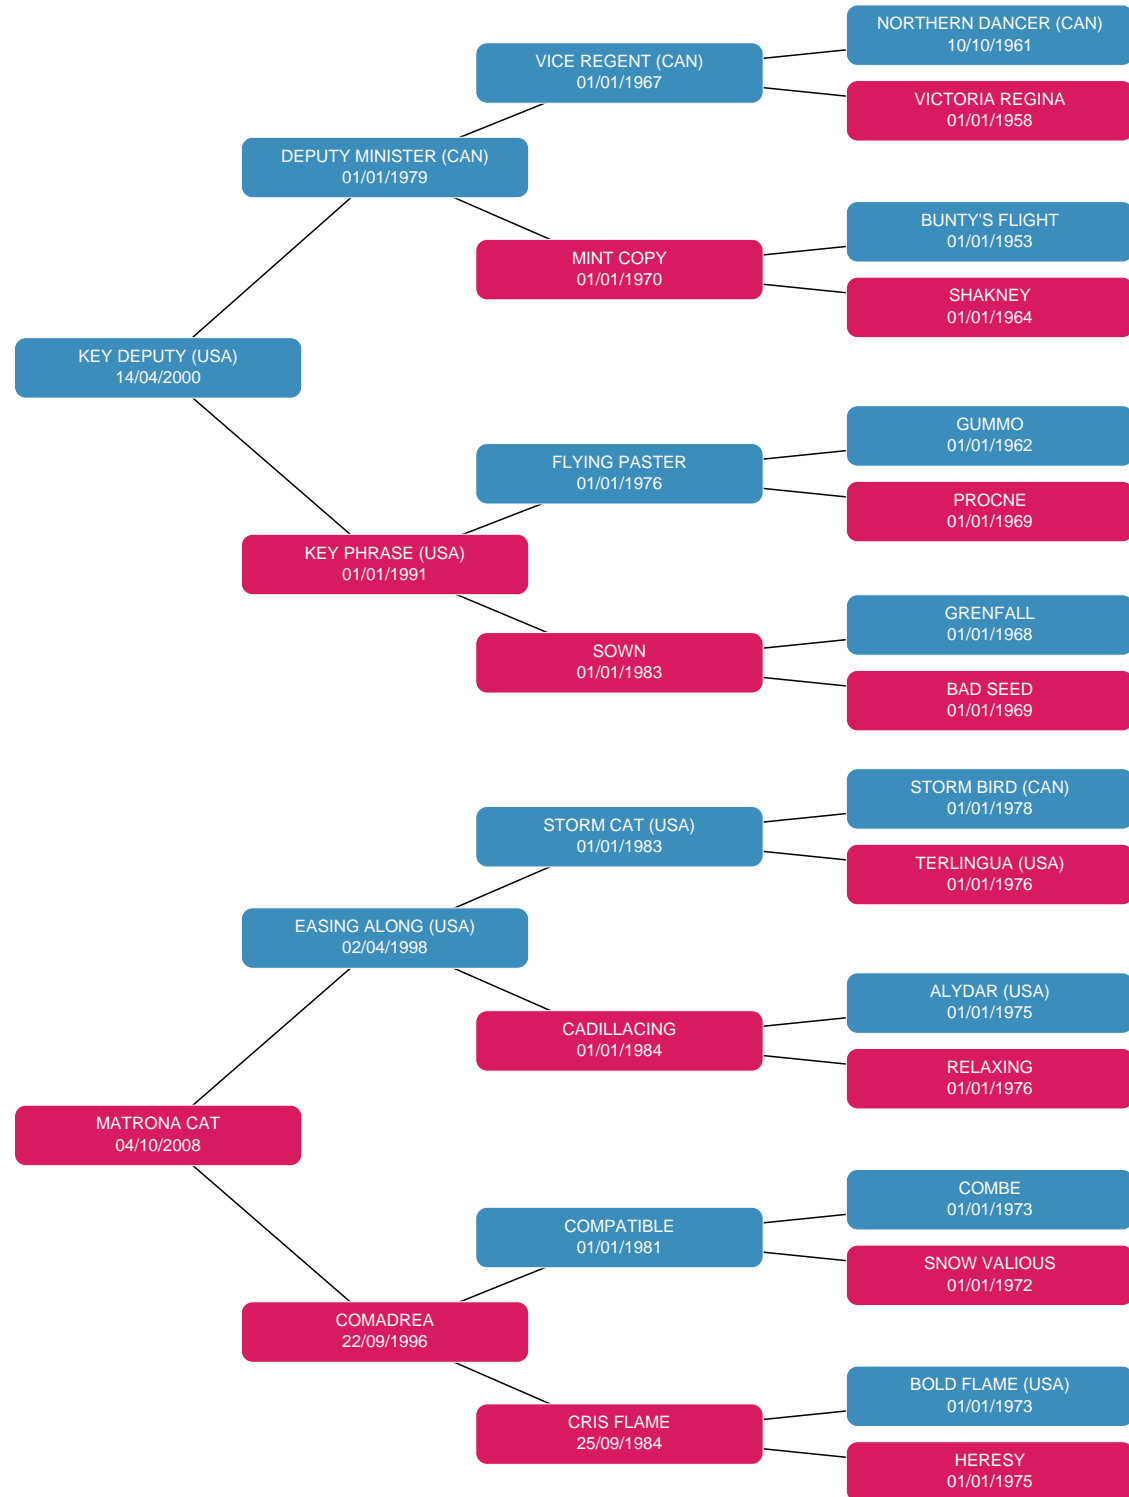 NORTHERN DANCER (CAN)
10/10/1961
VICE REGENT (CAN)
01/01/1967
VICTORIA REGINA
01/01/1958
DEPUTY MINISTER (CAN)
01/01/1979
BUNTY'S FLIGHT
01/01/1953
MINT COPY
01/01/1970
SHAKNEY
01/01/1964
KEY DEPUTY (USA)
14/04/2000
GUMMO
01/01/1962
FLYING PASTER
01/01/1976
PROCNE
01/01/1969
KEY PHRASE (USA)
01/01/1991
GRENFALL
01/01/1968
SOWN
01/01/1983
BAD SEED
01/01/1969
STORM BIRD (CAN)
01/01/1978
STORM CAT (USA)
01/01/1983
TERLINGUA (USA)
01/01/1976
EASING ALONG (USA)
02/04/1998
ALYDAR (USA)
01/01/1975
CADILLACING
01/01/1984
RELAXING
01/01/1976
MATRONA CAT
04/10/2008
COMBE
01/01/1973
COMPATIBLE
01/01/1981
SNOW VALIOUS
01/01/1972
COMADREA
22/09/1996
BOLD FLAME (USA)
01/01/1973
CRIS FLAME
25/09/1984
HERESY
01/01/1975